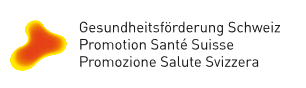 Gesundheitsförderung Schweiz
Promotion Santé Suisse
Promozione Salute Svizzera